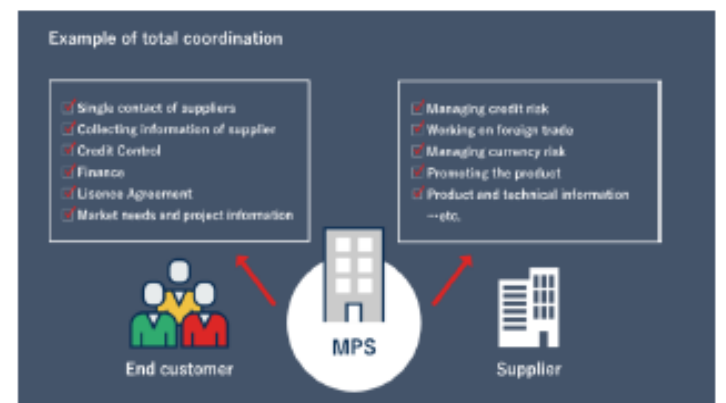 Example of total coordination
Single contact of suppliers
Collecting information of supplier
Credit Control
Finance
Lisence Agreement
Market needs and project information
Managing credit risk
Working on foreign trade
Managing currency risk
Promoting the product
Product and technical information
---etc.
MPS
End customer
Supplier